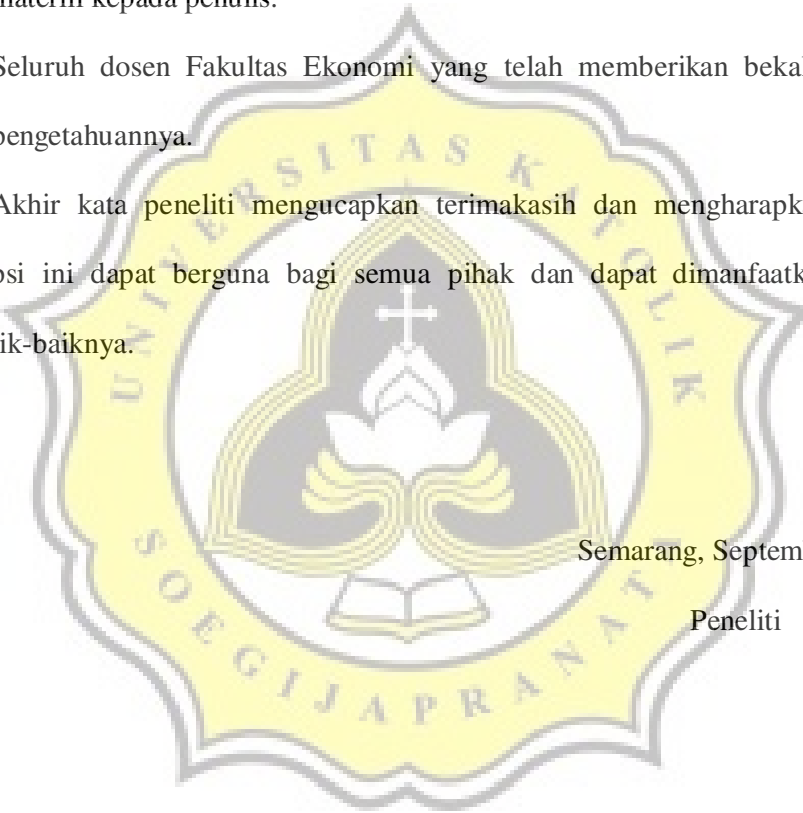 materiil kepada penulis.
Seluruh dosen Fakultas Ekonomi yang telah memberikan bekal
pengetahuannya.
Akhir kata peneliti mengucapkan terimakasih dan mengharapk
psi ini dapat berguna bagi semua pihak dan dapat dimanfaatk
ik-baiknya.
Semarang, Septem
Peneliti
UNIVERSITAS KATOLIK
SOEGIJAPRANATA